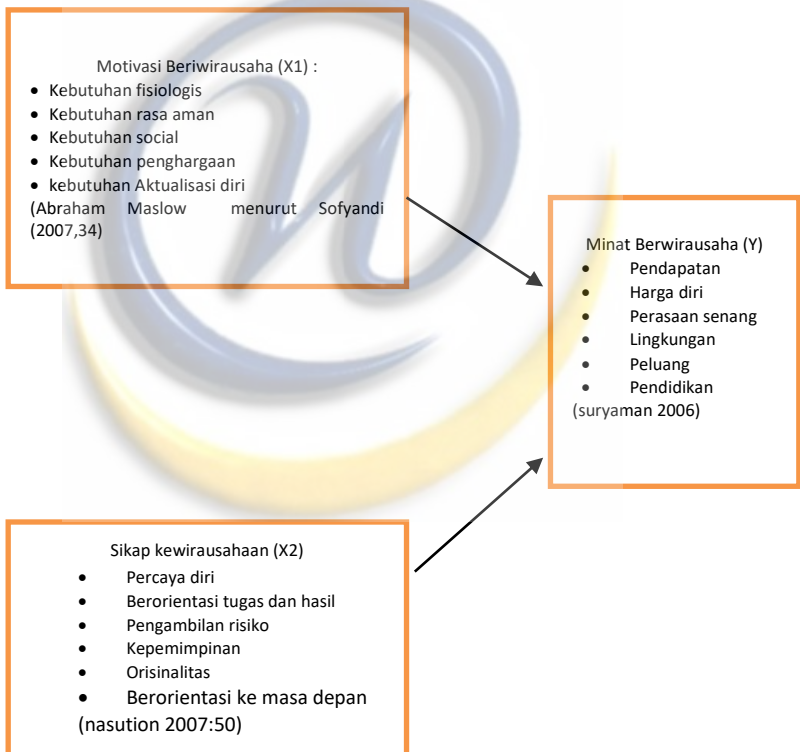 Motivasi Beriwirausaha (X1) :
• Kebutuhan fisiologis
• Kebutuhan rasa aman
• Kebutuhan social
• Kebutuhan penghargaan
• kebutuhan Aktualisasi diri
(Abraham Maslow menurut Sofyandi
(2007,34)
Minat Berwirausaha (Y)
• Pendapatan
• Harga diri
• Perasaan senang
• Lingkungan
• Peluang
• Pendidikan
(suryaman 2006)
Sikap kewirausahaan (X2)
• Percaya diri
• Berorientasi tugas dan hasil
• Pengambilan risiko
• Kepemimpinan
• Orisinalitas
• Berorientasi ke masa depan
(nasution 2007:50)